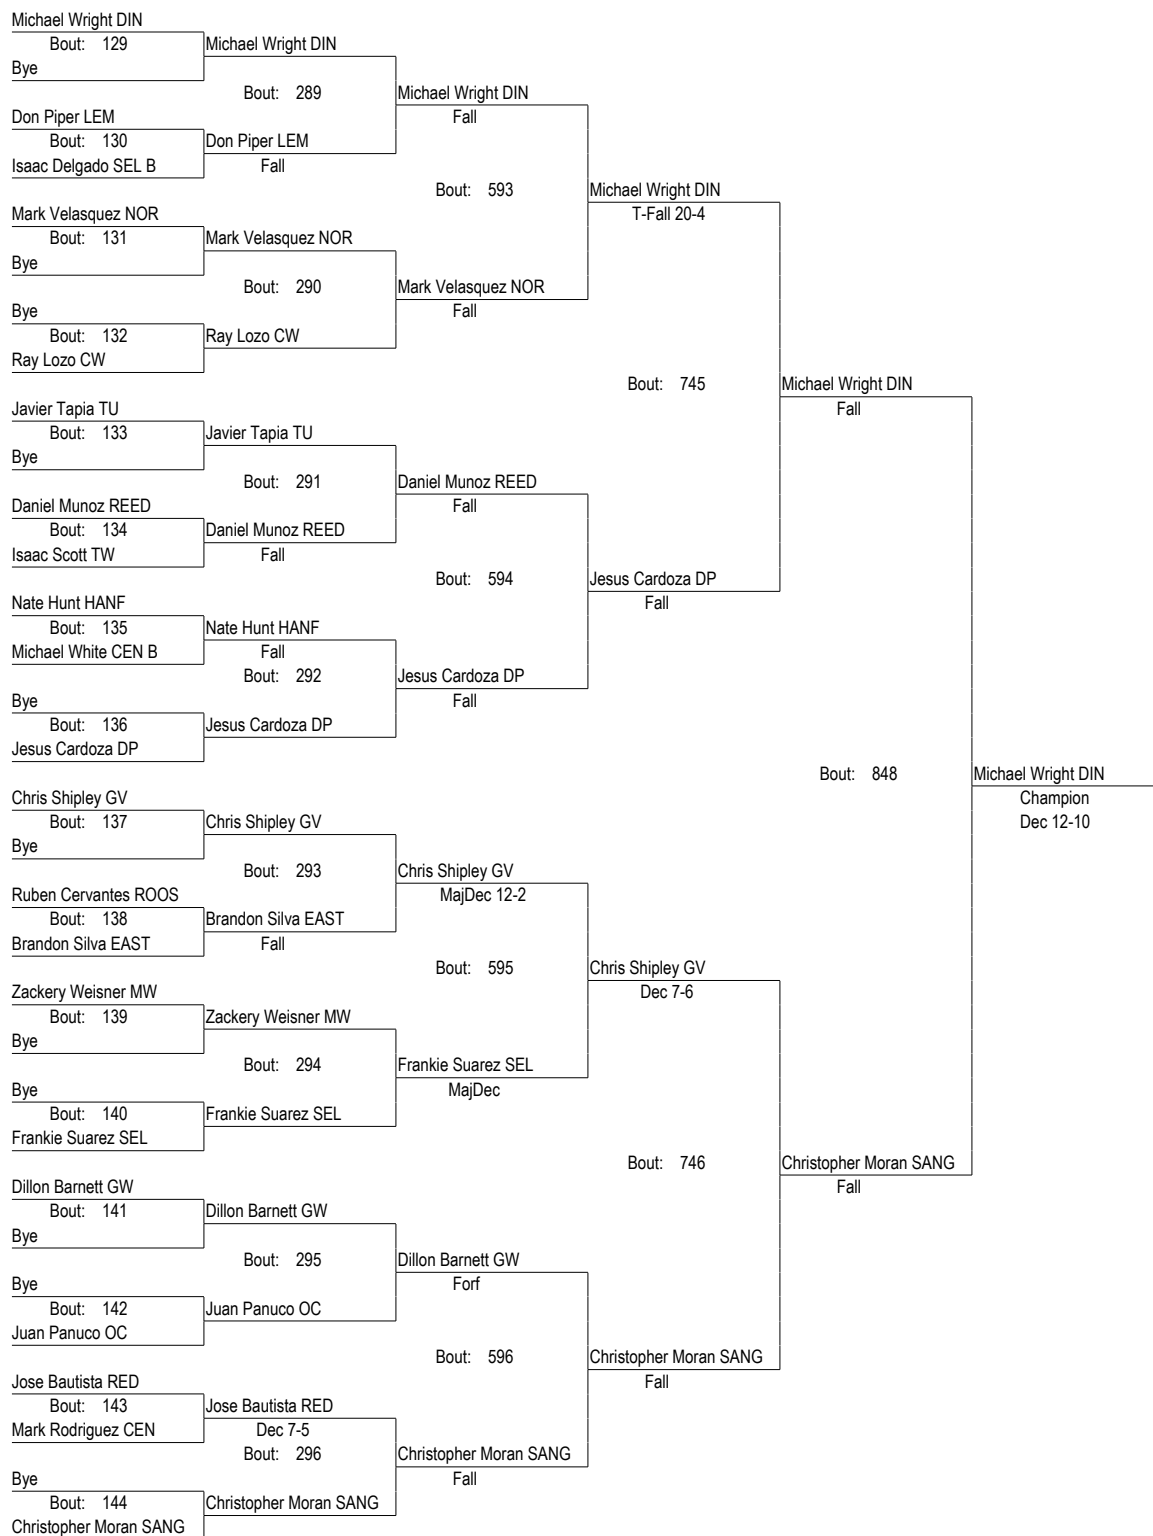 Michael Wright DIN
Bout: 129
Michael Wright DIN
Bye
Bout: 289
Michael Wright DIN
Don Piper LEM
Fall
Bout: 130
Don Piper LEM
Isaac Delgado SEL B
Fall
Bout: 593
Michael Wright DIN
Mark Velasquez NOR
T-Fall 20-4
Bout: 131
Mark Velasquez NOR
Bye
Bout: 290
Mark Velasquez NOR
Bye
Fall
Bout: 132
Ray Lozo CW
Ray Lozo CW
Bout: 745
Michael Wright DIN
Javier Tapia TU
Fall
Bout: 133
Javier Tapia TU
Bye
Bout: 291
Daniel Munoz REED
Daniel Munoz REED
Fall
Bout: 134
Daniel Munoz REED
Isaac Scott TW
Fall
Bout: 594
Jesus Cardoza DP
Nate Hunt HANF
Fall
Bout: 135
Nate Hunt HANF
Michael White CEN B
Fall
Bout: 292
Jesus Cardoza DP
Bye
Fall
Bout: 136
Jesus Cardoza DP
Jesus Cardoza DP
Bout: 848
Michael Wright DIN
Chris Shipley GV
Champion
Bout: 137
Chris Shipley GV
Dec 12-10
Bye
Bout: 293
Chris Shipley GV
Ruben Cervantes ROOS
MajDec 12-2
Bout: 138
Brandon Silva EAST
Brandon Silva EAST
Fall
Bout: 595
Chris Shipley GV
Zackery Weisner MW
Dec 7-6
Bout: 139
Zackery Weisner MW
Bye
Bout: 294
Frankie Suarez SEL
Bye
MajDec
Bout: 140
Frankie Suarez SEL
Frankie Suarez SEL
Bout: 746
Christopher Moran SANG
Dillon Barnett GW
Fall
Bout: 141
Dillon Barnett GW
Bye
Bout: 295
Dillon Barnett GW
Bye
Forf
Bout: 142
Juan Panuco OC
Juan Panuco OC
Bout: 596
Christopher Moran SANG
Jose Bautista RED
Fall
Bout: 143
Jose Bautista RED
Mark Rodriguez CEN
Dec 7-5
Bout: 296
Christopher Moran SANG
Bye
Fall
Bout: 144
Christopher Moran SANG
Christopher Moran SANG